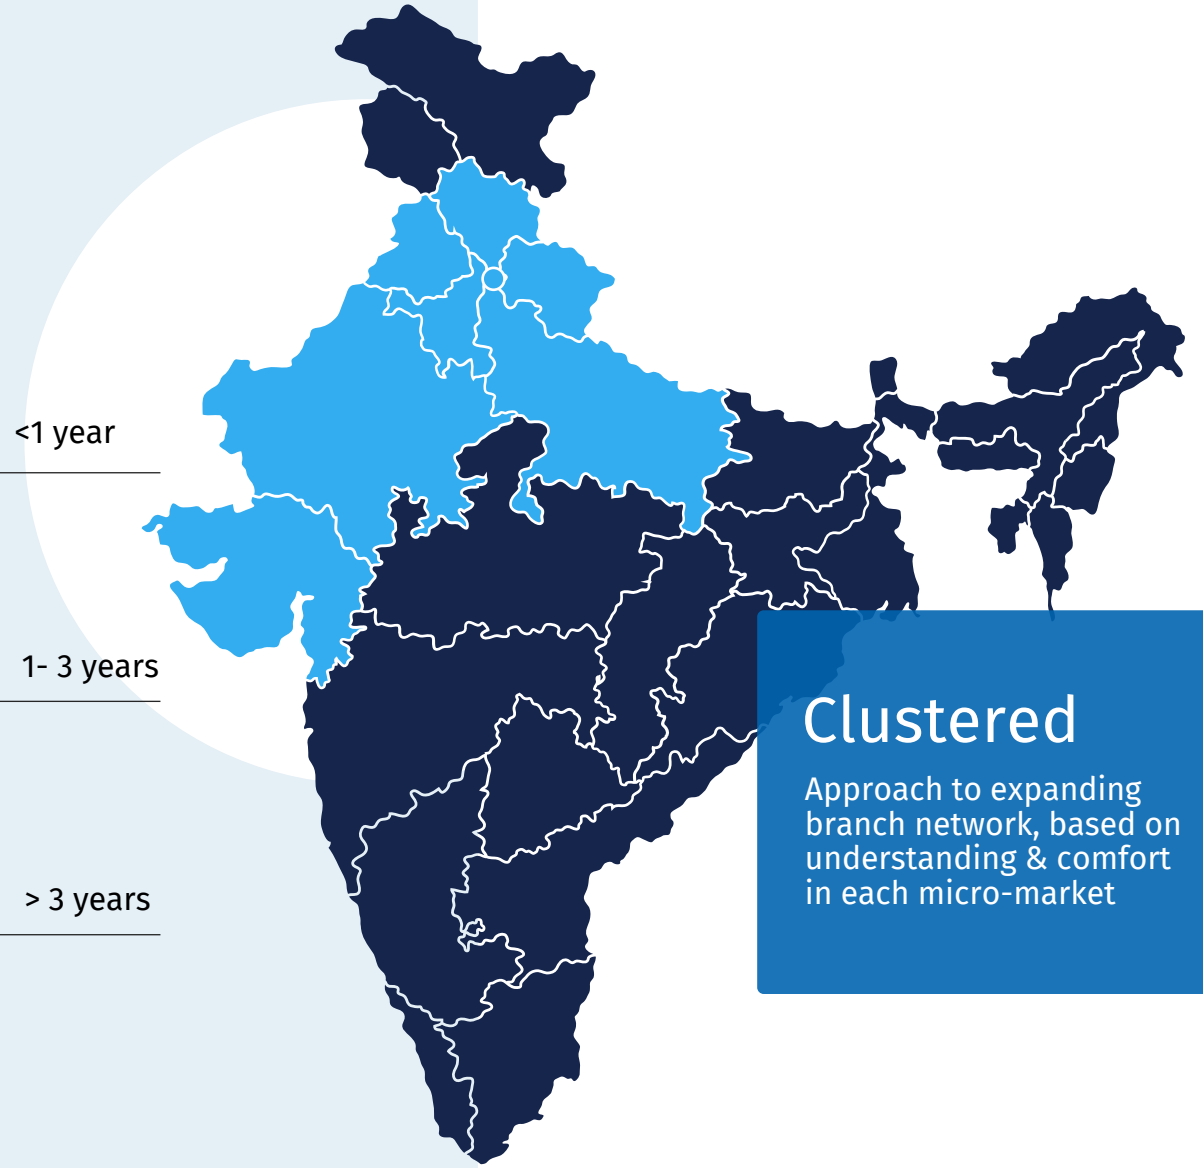 <1 year
1- 3 years
> 3 years
Clustered
Approach to expanding
branch network, based on
understanding & comfort
in each micro-market